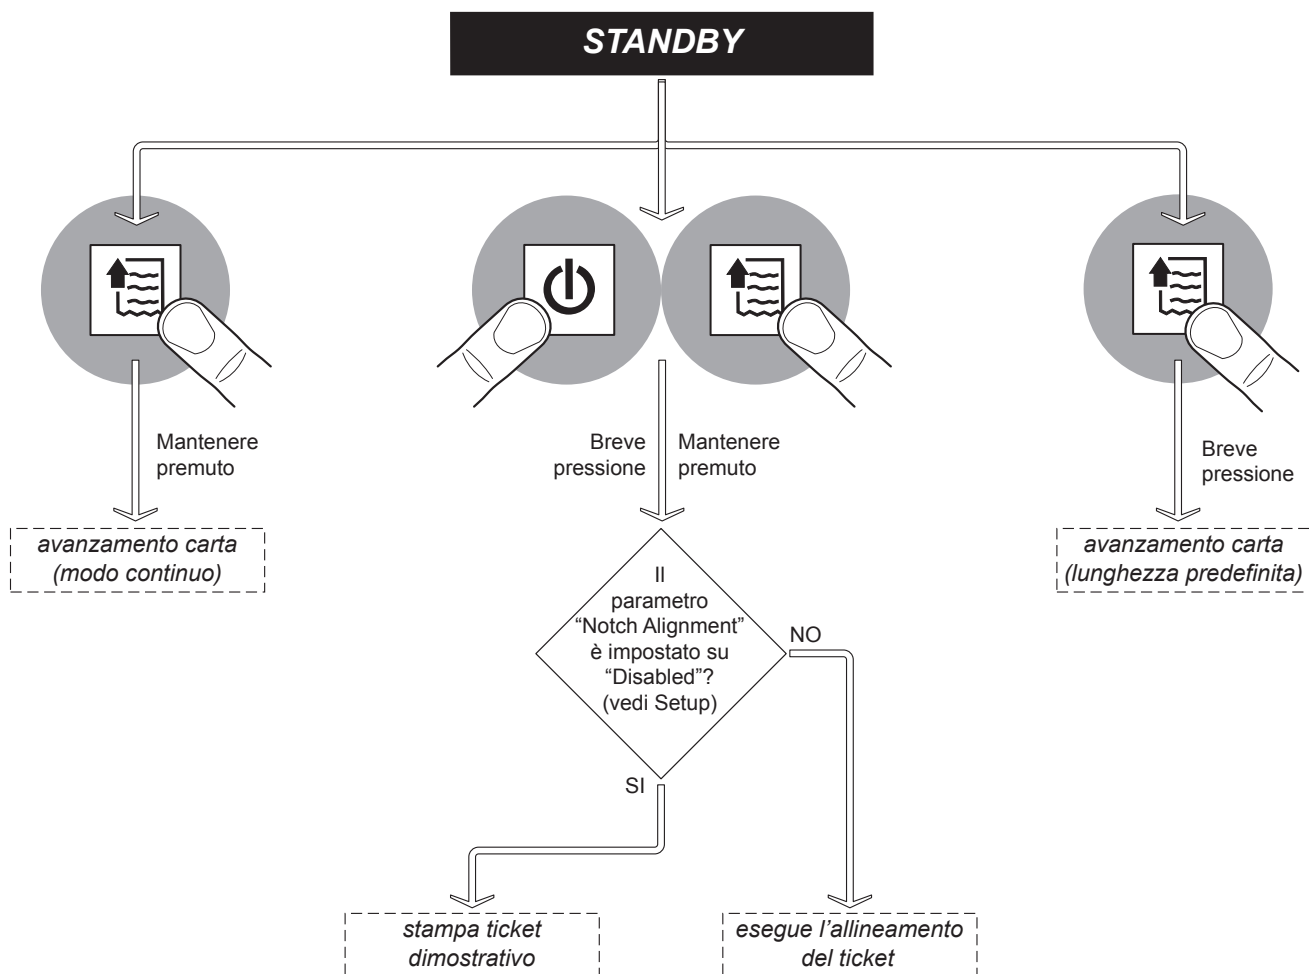 STANDBY
Mantenere
premuto
Breve
pressione
Mantenere
premuto
Breve
pressione
avanzamento carta
(modo continuo)
avanzamento carta
(lunghezza predefinita)
Il
parametro
“Notch Alignment”
è impostato su
“Disabled”?
(vedi Setup)
NO
SI
stampa ticket
dimostrativo
esegue l’allineamento
del ticket